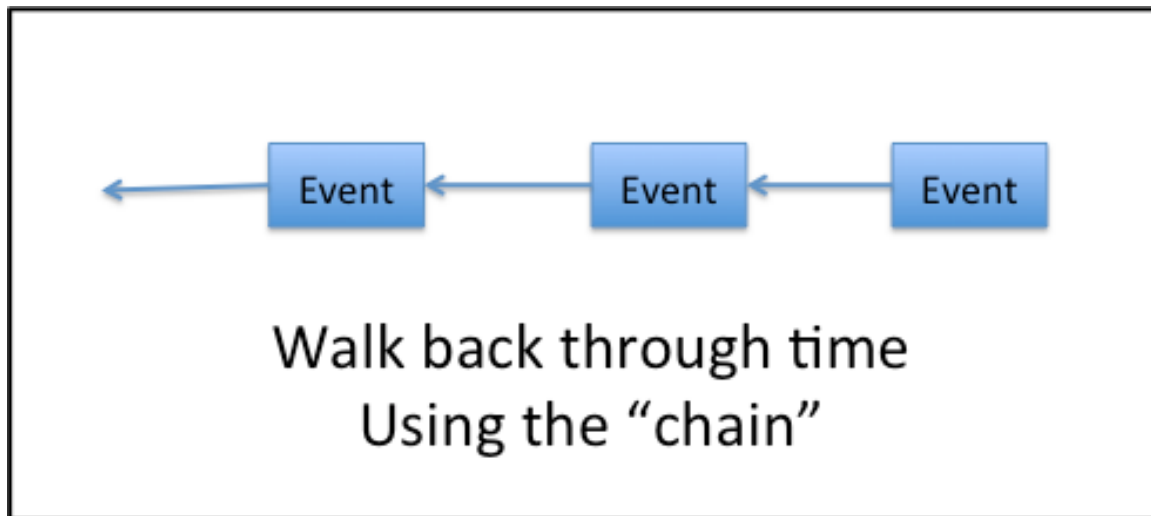 Event Event Event
Walk back through time
Using the “chain”